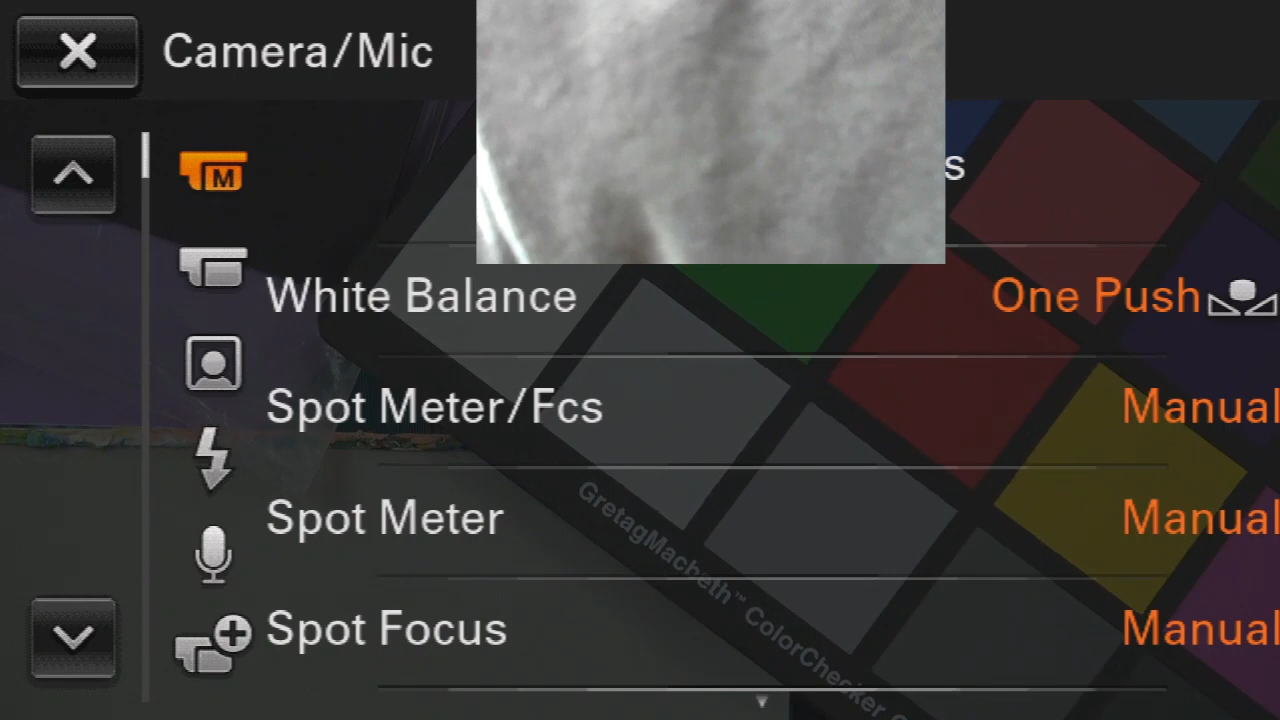 Camera/Mic
M
s
White Balance One Push
Spot Meter/Fcs Manual
Spot Meter Manual
Spot Focus Manual
GretagMacbeth™ ColorChecker